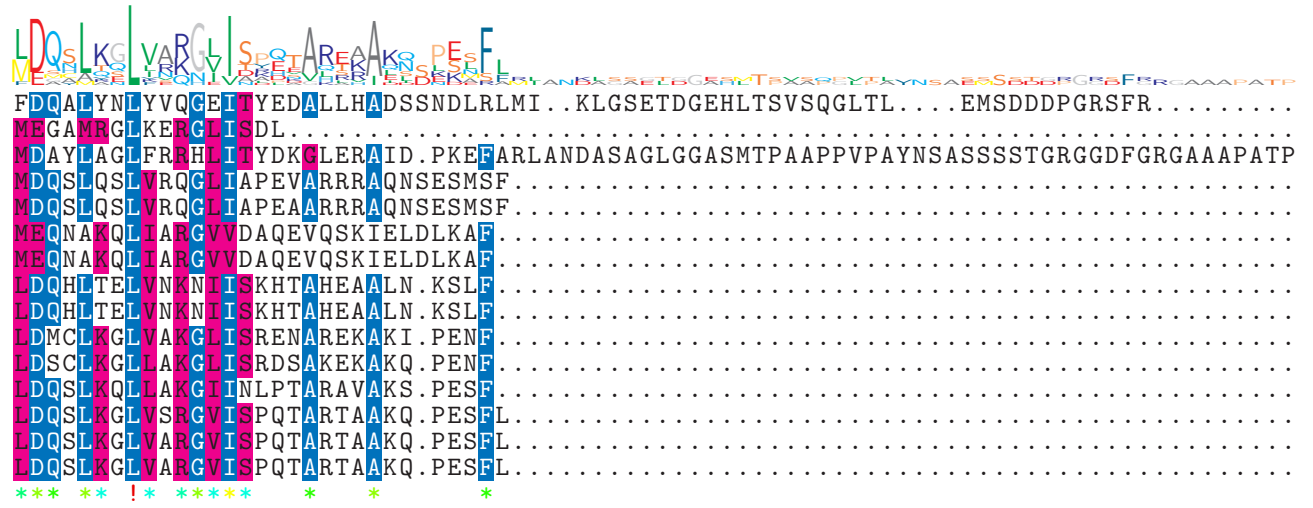 FDQALYNLYVQGEITYEDALLHADSSNDLRLMI..KLGSETDGEHLTSVSQGLTL....EMSDDDPGRSFR.........
MEGAMRGLKERGLISDL...............................................................
MDAYLAGLFRRHLITYDKGLERAID.PKEFARLANDASAGLGGASMTPAAPPVPAYNSASSSSTGRGGDFGRGAAAPATP
MDQSLQSLVRQGLIAPEVARRRAQNSESMSF.................................................
MDQSLQSLVRQGLIAPEAARRRAQNSESMSF.................................................
MEQNAKQLIARGVVDAQEVQSKIELDLKAF..................................................
MEQNAKQLIARGVVDAQEVQSKIELDLKAF..................................................
LDQHLTELVNKNIISKHTAHEAALN.KSLF..................................................
LDQHLTELVNKNIISKHTAHEAALN.KSLF..................................................
LDMCLKGLVAKGLISRENAREKAKI.PENF..................................................
LDSCLKGLLAKGLISRDSAKEKAKQ.PENF..................................................
LDQSLKQLLAKGIINLPTARAVAKS.PESF..................................................
LDQSLKGLVSRGVISPQTARTAAKQ.PESFL.................................................
LDQSLKGLVARGVISPQTARTAAKQ.PESFL.................................................
LDQSLKGLVARGVISPQTARTAAKQ.PESFL.................................................
*** ** !* ***** * * *